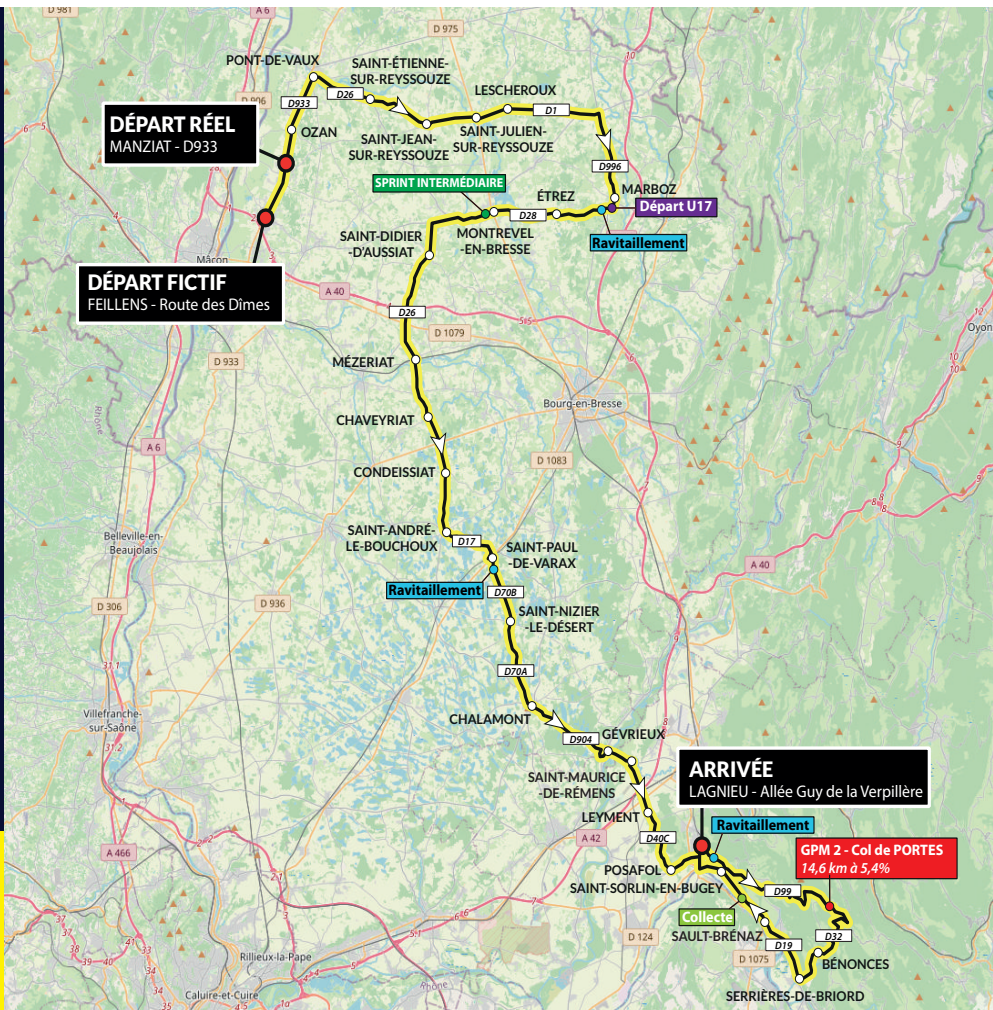 D 981
A 6
D 975
PONT-DE-VAUX
SAINT-ÉTIENNE-
SUR-REYSSOUZE
D26
D933
D 906
LESCHEROUX
D1
DÉPART RÉEL
MANZIAT - D933
OZAN
SAINT-JEAN-
SUR-REYSSOUZE
SAINT-JULIEN-
SUR-REYSSOUZE
D996
SPRINT INTERMÉDIAIRE
ÉTREZ
MARBOZ
Départ U17
D28
MONTREVEL
-EN-BRESSE
Ravitaillement
SAINT-DIDIER
-D'AUSSIAT
Mâcon
DÉPART FICTIF
FEILLENS - Route des Dîmes
A 40
D26
D 1079
Oyon
D 933
MÉZERIAT
Bourg-en-Bresse
CHAVEYRIAT
A 6
D 1083
CONDEISSIAT
Belleville-en-
Beaujolais
SAINT-ANDRÉ-
LE-BOUCHOUX
D17
SAINT-PAUL
-DE-VARAX
A 40
Ravitaillement
D70B
D 306
D 936
SAINT-NIZIER
-LE-DÉSERT
D70A
Villefranche-
sur-Saône
CHALAMONT
D904
GÉVRIEUX
SAINT-MAURICE
-DE-RÉMENS
ARRIVÉE
LAGNIEU - Allée Guy de la Verpillère
LEYMENT
Ravitaillement
A 42
D40C
A 466
GPM 2 - Col de PORTES
14,6 km à 5,4%
POSAFOL
SAINT-SORLIN-EN-BUGEY
D99
Collecte
SAULT-BRÉNAZ
D32
D 124
D19
D 1075
BÉNONCES
Rillieux-la-Pape
Caluire-et-Cuire
SERRIÈRES-DE-BRIORD